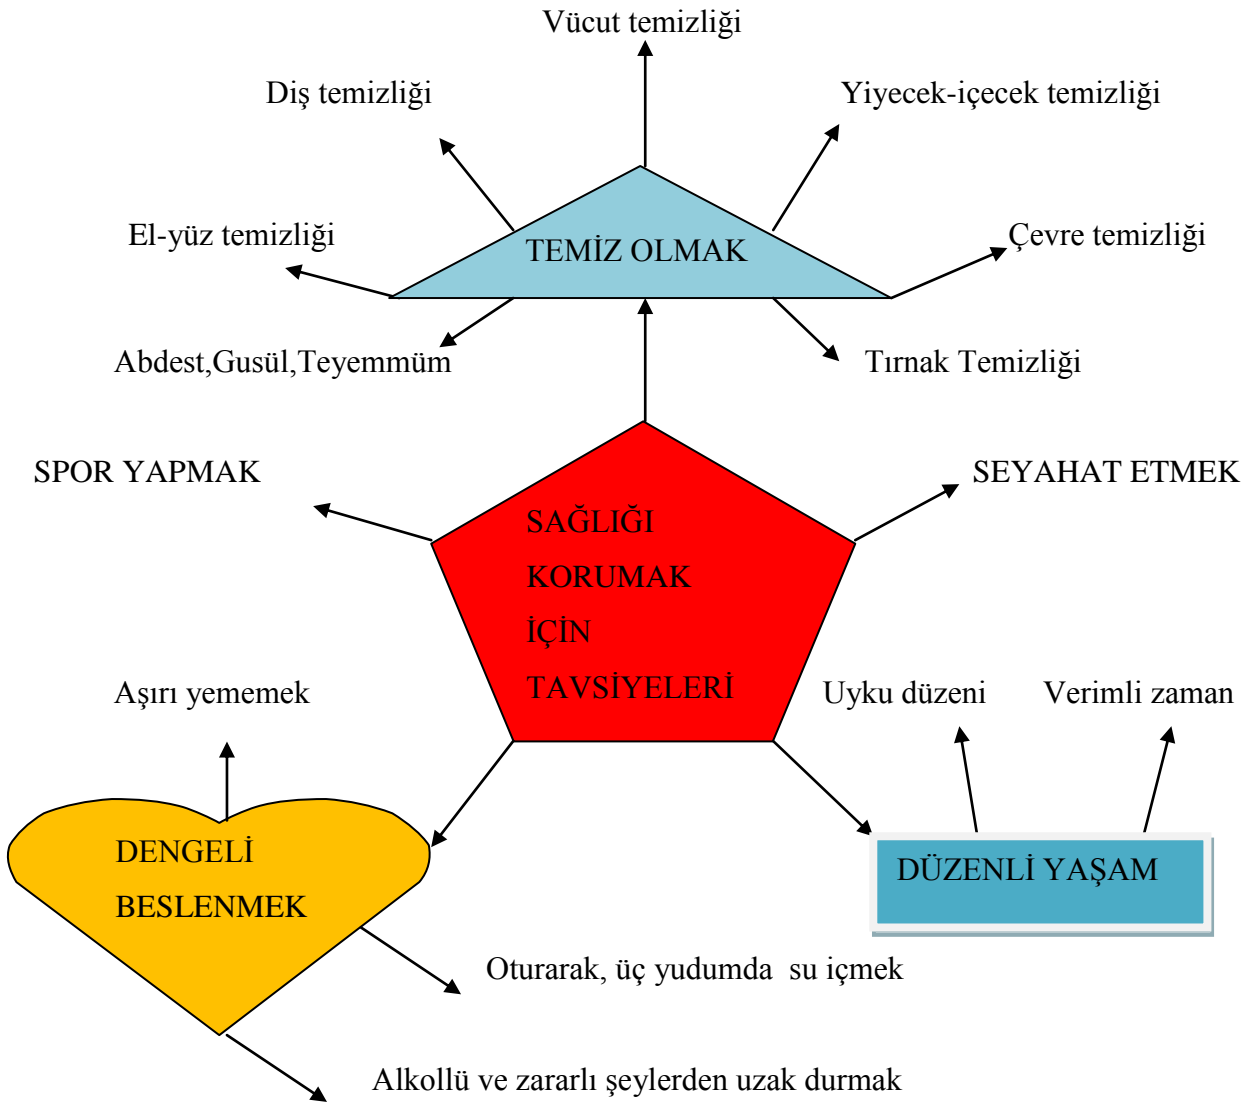 Vücut temizliği
Diş temizliği
Yiyecek-içecek temizliği
El-yüz temizliği
TEMİZ OLMAK
Çevre temizliği
Abdest,Gusül,Teyemmüm
Tırnak Temizliği
SPOR YAPMAK
SEYAHAT ETMEK
SAĞLIĞI
KORUMAK
İÇİN
TAVSİYELERİ
Aşırı yememek
Uyku düzeni
Verimli zaman
DENGELİ
BESLENMEK
DÜZENLİ YAŞAM
Oturarak, üç yudumda  su içmek
Alkollü ve zararlı şeylerden uzak durmak